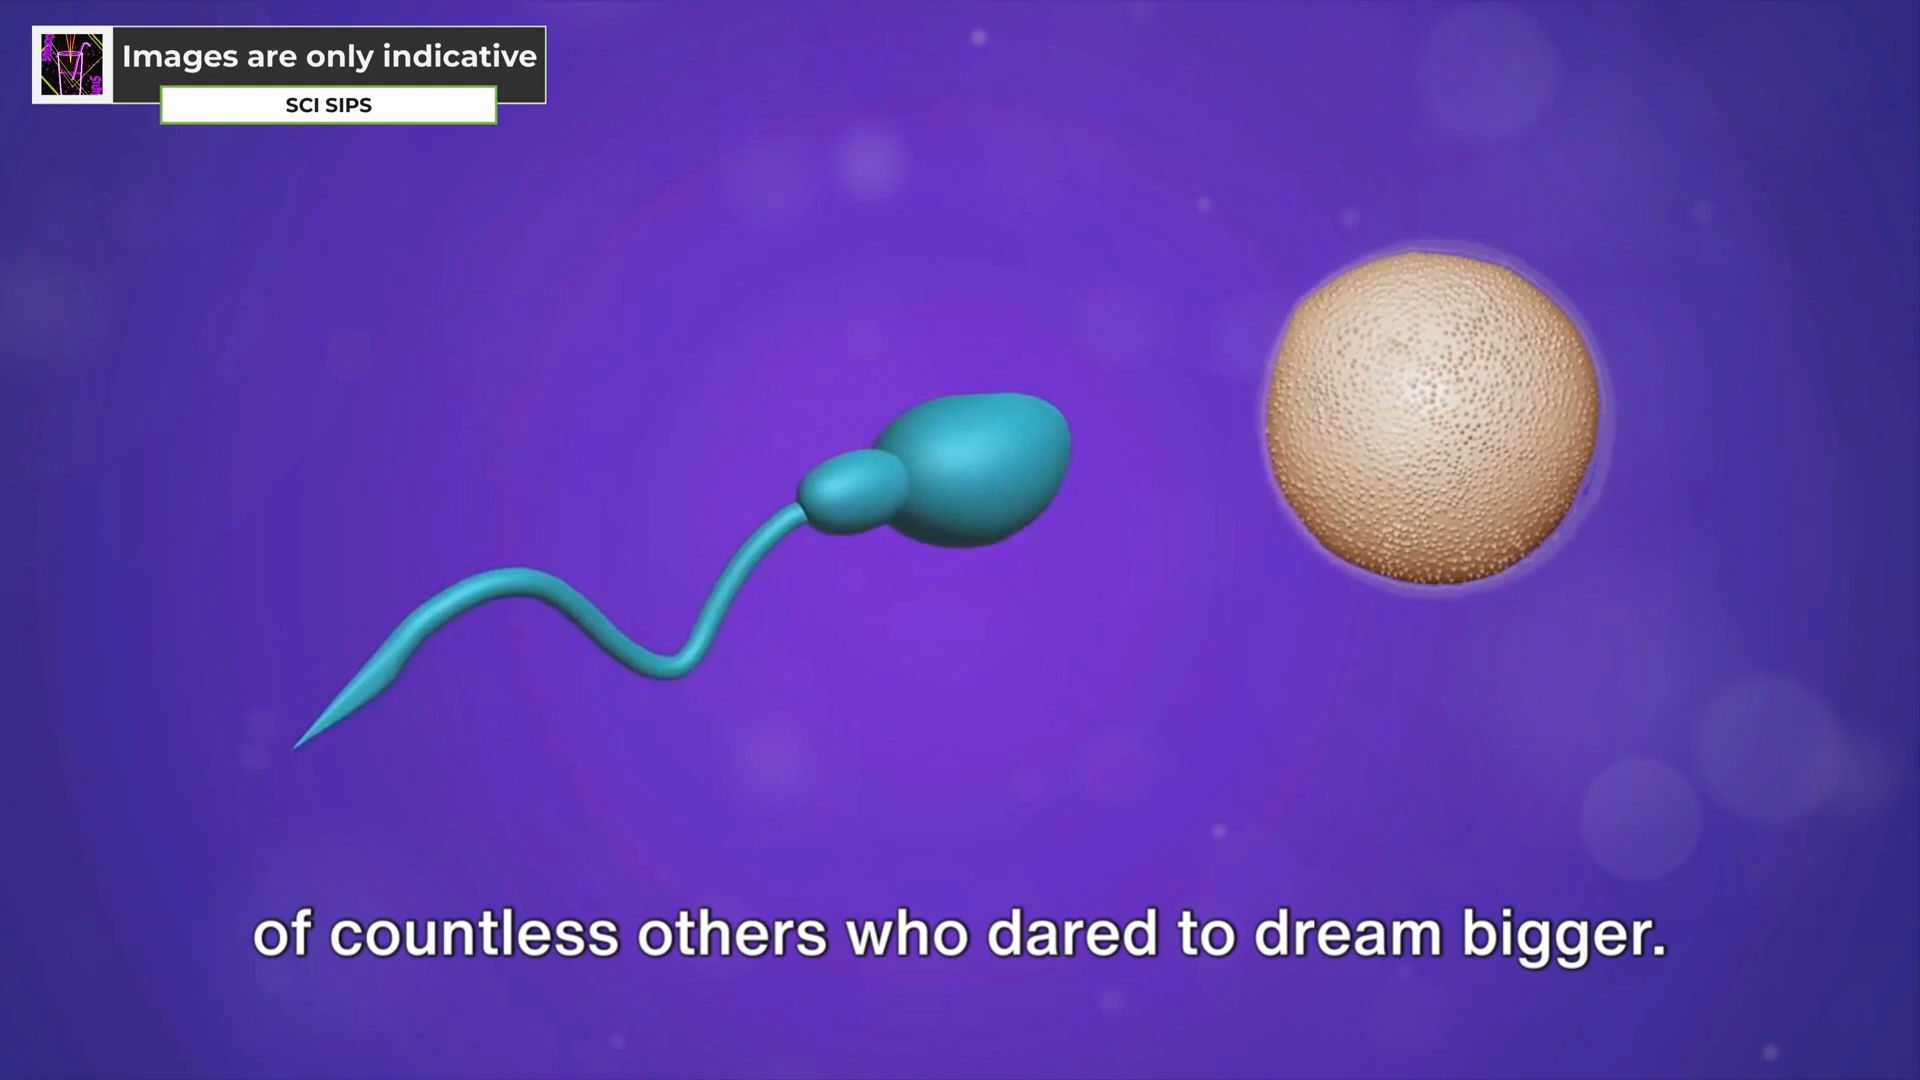 Images are only indicative
SCI SIPS
of countless others who dared to dream bigger.